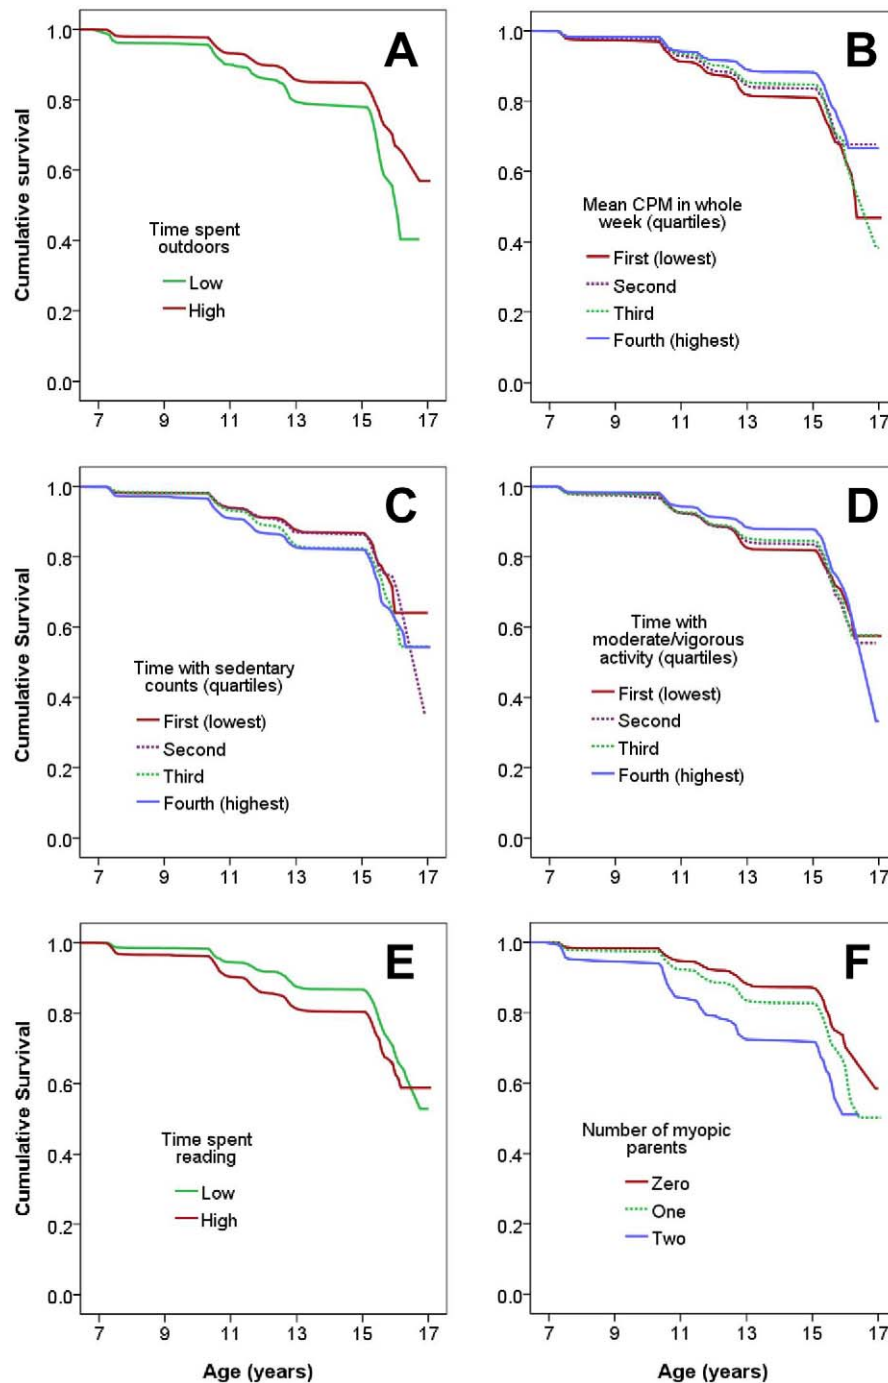 A
Cumulative survival
1.0
0.8
0.6
0.4
0.2
0.0
Time spent
outdoors
Low
High
7 9 11 13 15 17
B
1.0
0.8
0.6
0.4
0.2
0.0
Mean CPM in whole
week (quartiles)
First (lowest)
Second
Third
Fourth (highest)
7 9 11 13 15 17
C
Cumulative Survival
1.0
0.8
0.6
0.4
0.2
0.0
Time with sedentary
counts (quartiles)
First (lowest)
Second
Third
Fourth (highest)
7 9 11 13 15 17
D
1.0
0.8
0.6
0.4
0.2
0.0
Time with
moderate/vigorous
activity (quartiles)
First (lowest)
Second
Third
Fourth (highest)
7 9 11 13 15 17
E
Cumulative Survival
1.0
0.8
0.6
0.4
0.2
0.0
Time spent
reading
Low
High
7 9 11 13 15 17
Age (years)
F
1.0
0.8
0.6
0.4
0.2
0.0
Number of myopic
parents
Zero
One
Two
7 9 11 13 15 17
Age (years)